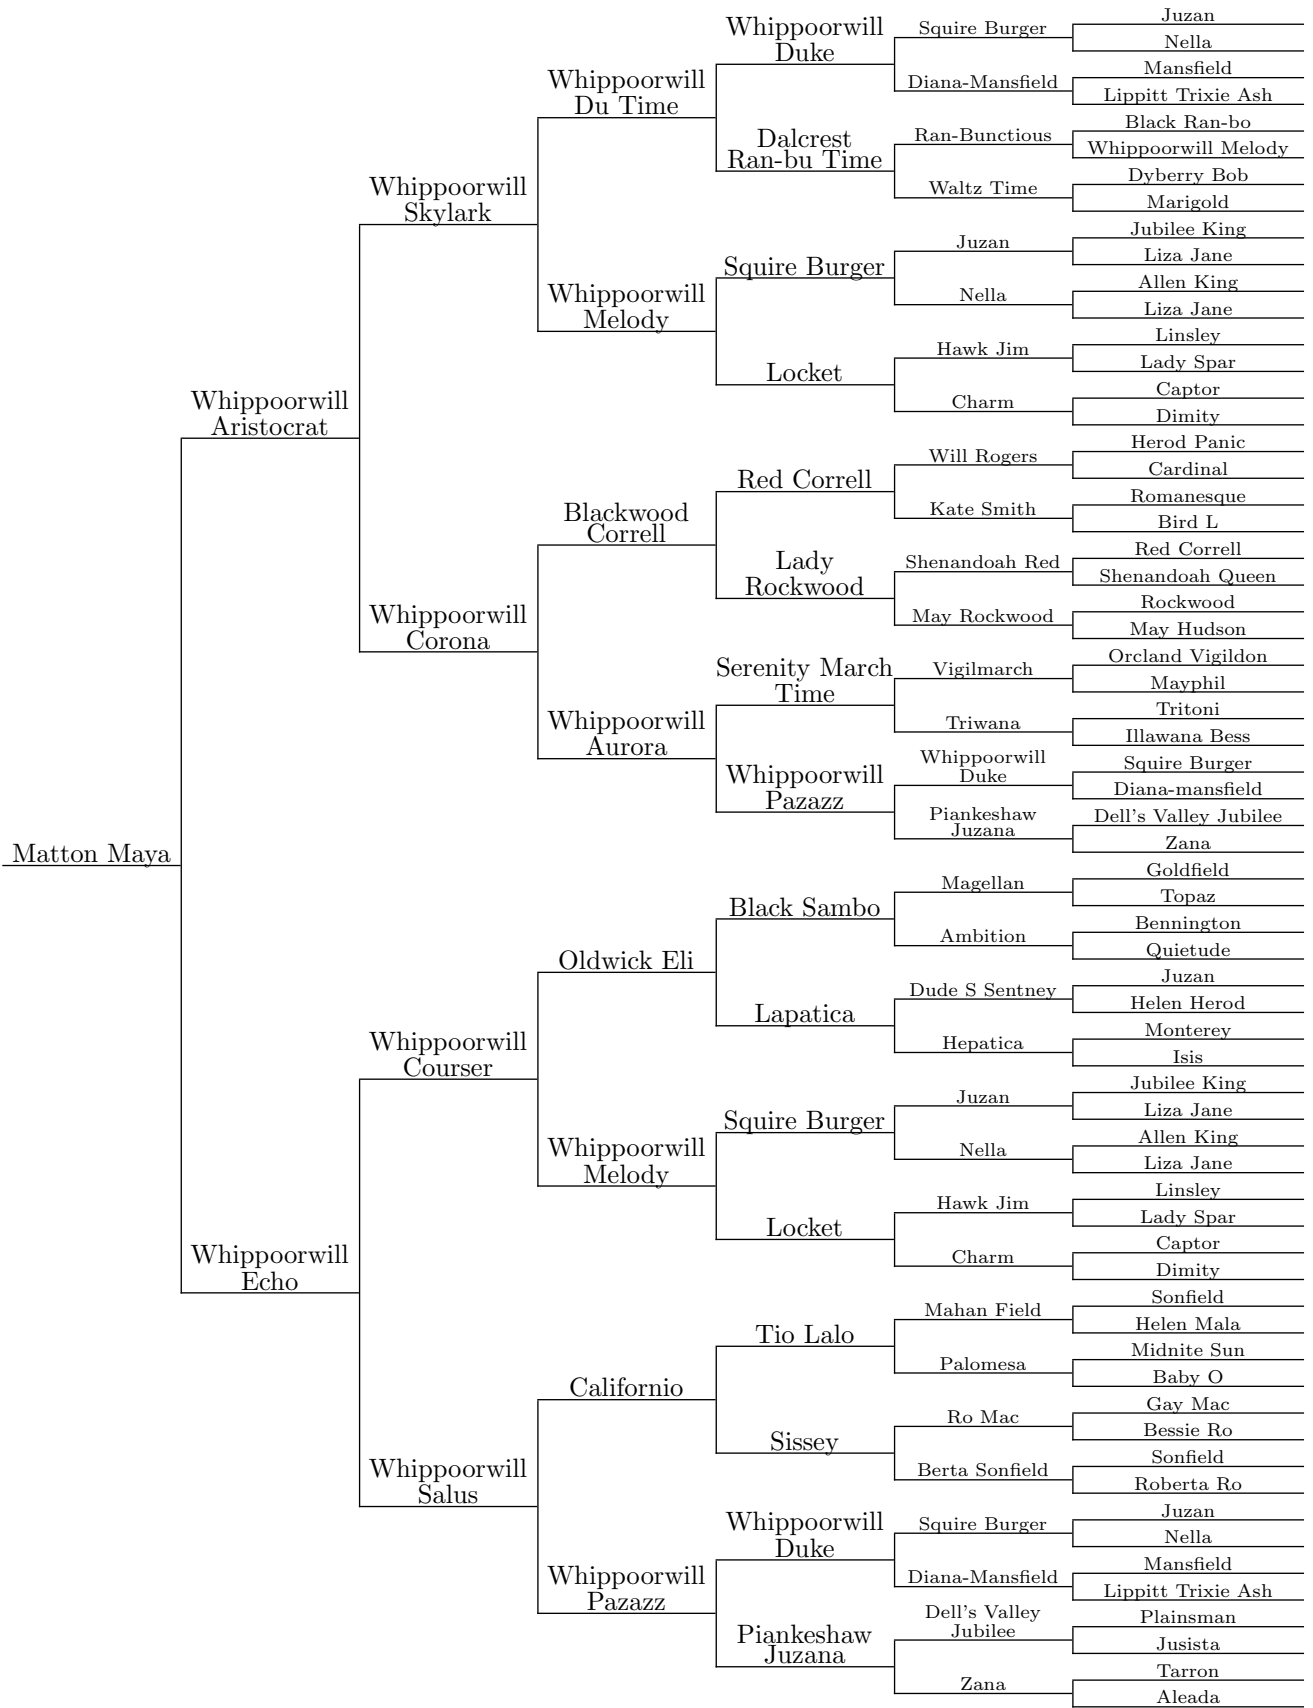 Matton Maya
Whippoorwill
Aristocrat
Whippoorwill
Echo
Whippoorwill
Skylark
Whippoorwill
Corona
Whippoorwill
Courser
Whippoorwill
Salus
Whippoorwill
Du Time
Whippoorwill
Melody
Blackwood
Correll
Whippoorwill
Aurora
Oldwick Eli
Whippoorwill
Melody
Californio
Whippoorwill
Pazazz
Whippoorwill
Duke
Dalcrest
Ran-bu Time
Squire Burger
Locket
Red Correll
Lady
Rockwood
Serenity March
Time
Whippoorwill
Pazazz
Black Sambo
Lapatica
Squire Burger
Locket
Tio Lalo
Sissey
Whippoorwill
Duke
Piankeshaw
Juzana
Squire Burger
Diana-Mansfield
Ran-Bunctious
Waltz Time
Juzan
Nella
Hawk Jim
Charm
Will Rogers
Kate Smith
Shenandoah Red
May Rockwood
Vigilmarch
Triwana
Whippoorwill
Duke
Piankeshaw
Juzana
Magellan
Ambition
Dude S Sentney
Hepatica
Juzan
Nella
Hawk Jim
Charm
Mahan Field
Palomesa
Ro Mac
Berta Sonfield
Squire Burger
Diana-Mansfield
Dell's Valley
Jubilee
Zana
Juzan
Nella
Mansfield
Lippitt Trixie Ash
Black Ran-bo
Whippoorwill Melody
Dyberry Bob
Marigold
Jubilee King
Liza Jane
Allen King
Liza Jane
Linsley
Lady Spar
Captor
Dimity
Herod Panic
Cardinal
Romanesque
Bird L
Red Correll
Shenandoah Queen
Rockwood
May Hudson
Orcland Vigildon
Mayphil
Tritoni
Illawana Bess
Squire Burger
Diana-mansfield
Dell's Valley Jubilee
Zana
Goldfield
Topaz
Bennington
Quietude
Juzan
Helen Herod
Monterey
Isis
Jubilee King
Liza Jane
Allen King
Liza Jane
Linsley
Lady Spar
Captor
Dimity
Sonfield
Helen Mala
Midnite Sun
Baby O
Gay Mac
Bessie Ro
Sonfield
Roberta Ro
Juzan
Nella
Mansfield
Lippitt Trixie Ash
Plainsman
Jusista
Tarron
Aleada